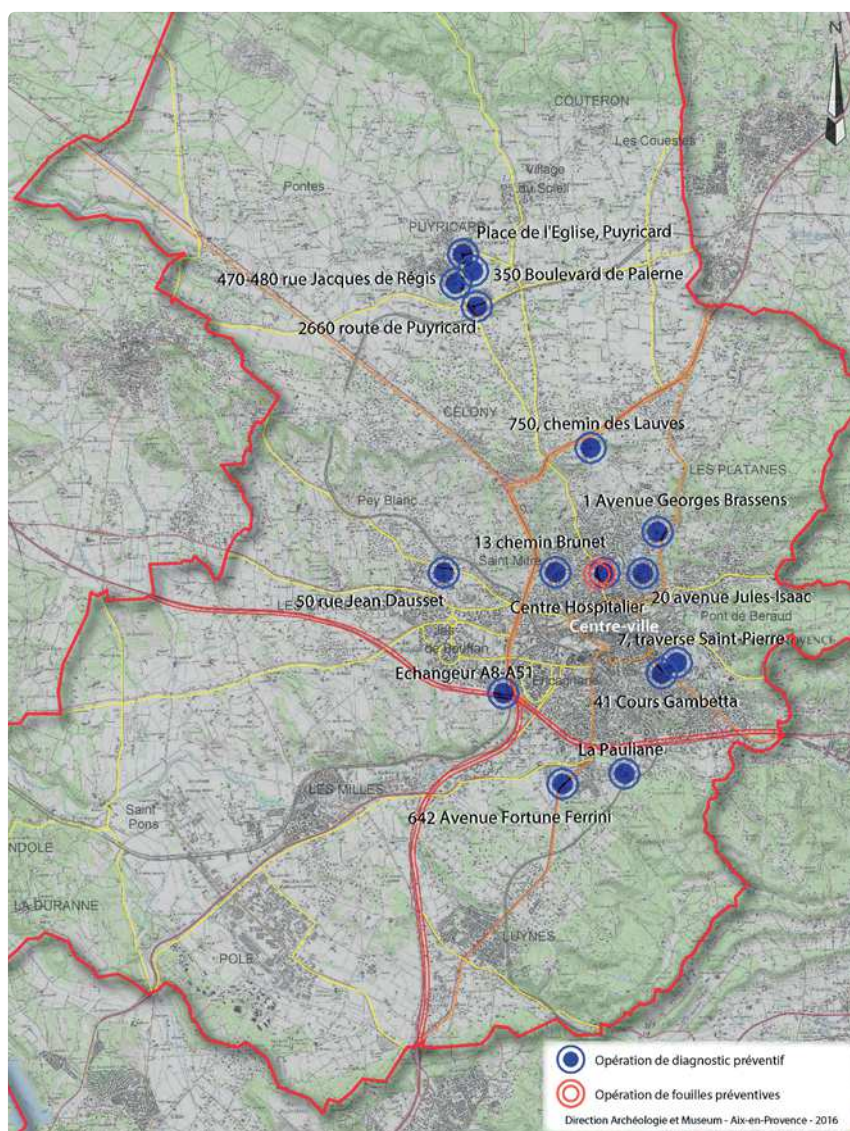 N
COUTERON
Les Couestes
Village
du Soleil
Pontes
PUYRICARD
Place de l'Eglise, Puyricard
470-480 rue Jacques de Régis
350 Boulevard de Palerne
2660 route de Puyricard
CELONY
750, chemin des Lauves
LES PLATANES
Pey Blanc
1 Avenue Georges Brassens
13 chemin Brunet
Saint Mitre
50 rue Jean Dausset
Centre Hospitalier
20 avenue Jules-Isaac
Pont de Beraud
Centre-ville
7, traverse Saint-Pierre
de Bouffan
Echangeur A8-A51
Encagnane
41 Cours Gambetta
La Pauliane
LES MILLES
642 Avenue Fortune Ferrini
Saint
Pons
LA DURANNE
LUYNES
POLE
Opération de diagnostic préventif
Opération de fouilles préventives
Direction Archéologie et Museum - Aix-en-Provence - 2016